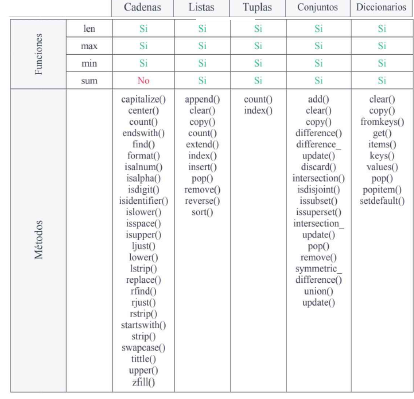 Cadenas Listas Tuplas Conjuntos Diccionarios
Funciones
len Si Si Si Si Si
max Si Si Si Si Si
min Si Si Si Si Si
sum No Si Si Si Si
Métodos
capitalize()
center()
count()
endswith()
find()
format()
isalnum()
isalpha()
isdigit()
isidentifier()
islower()
isspace()
isupper()
ljust()
lower()
lstrip()
replace()
rfind()
rjust()
rstrip()
startswith()
strip()
swapcase()
tittle()
upper()
zfill()
append()
clear()
copy()
count()
extend()
index()
insert()
pop()
remove()
reverse()
sort()
count()
index()
add()
clear()
copy()
difference()
difference_
update()
discard()
intersection()
isdisjoint()
issubset()
issuperset()
intersection_
update()
pop()
remove()
symmetric_
difference()
union()
update()
clear()
copy()
fromkeys()
get()
items()
keys()
values()
pop()
popitem()
setdefault()